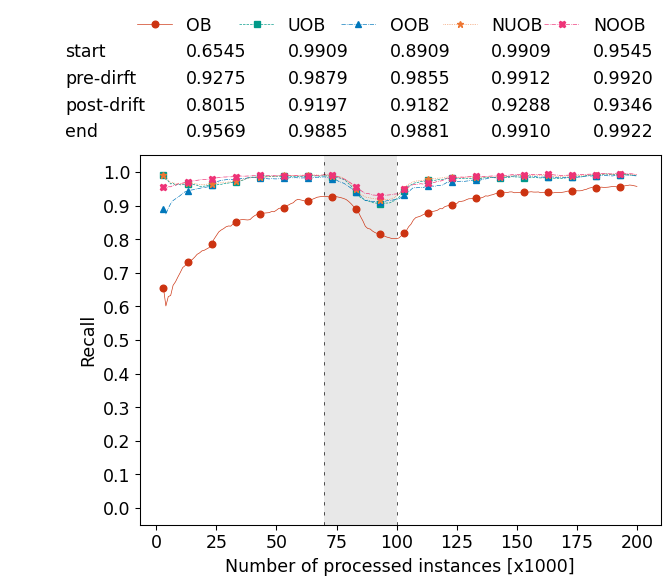 OB UOB OOB NUOB NOOB
start 0.6545 0.9909 0.8909 0.9909 0.9545
pre-dirft 0.9275 0.9879 0.9855 0.9912 0.9920
post-drift 0.8015 0.9197 0.9182 0.9288 0.9346
end 0.9569 0.9885 0.9881 0.9910 0.9922
1.0
0.9
0.8
0.7
0.6
0.5
0.4
0.3
0.2
0.1
0.0
Recall
0 25 50 75 100 125 150 175 200
Number of processed instances [x1000]